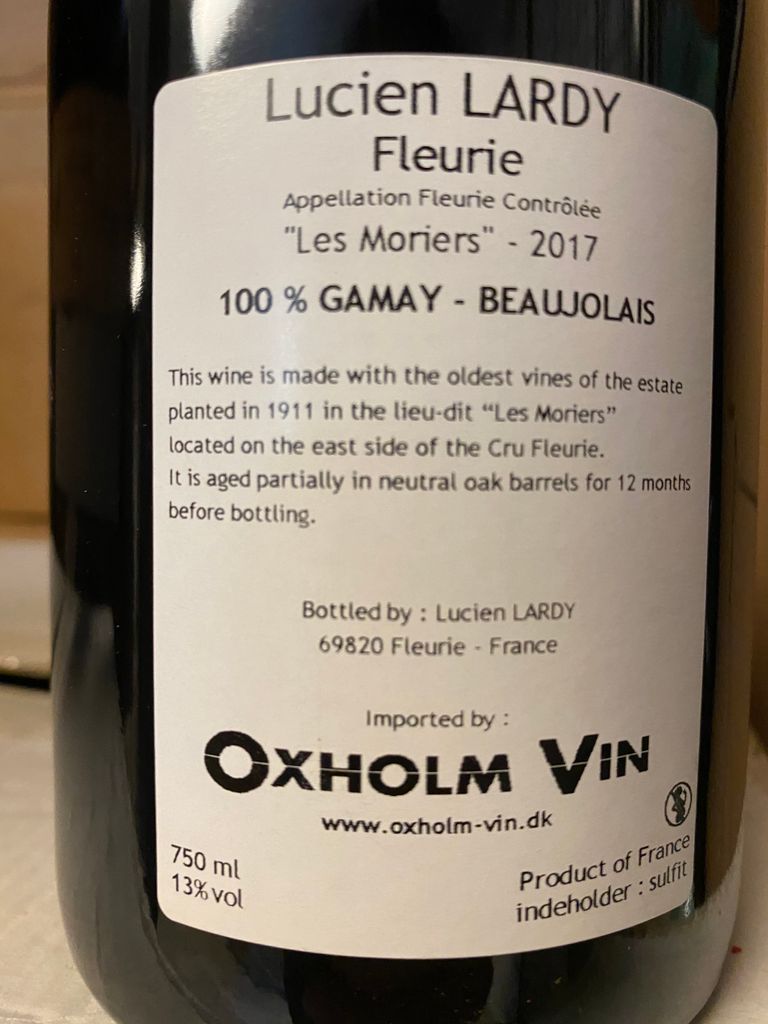 Lucien LARDY
Fleurie
Appellation Fleurie Contrôlée
"Les Moriers" - 2017
100 % GAMAY - BEAUJOLAIS
This wine is made with the oldest vines of the estate
planted in 1911 in the lieu-dit “Les Moriers”
located on the east side of the Cru Fleurie.
It is aged partially in neutral oak barrels for 12 months
before bottling.
Bottled by : Lucien LARDY
69820 Fleurie - France
Imported by :
OXHOLM VIN
www.oxholm-vin.dk
750 ml
13% vol
Product of France
indeholder : sulfit